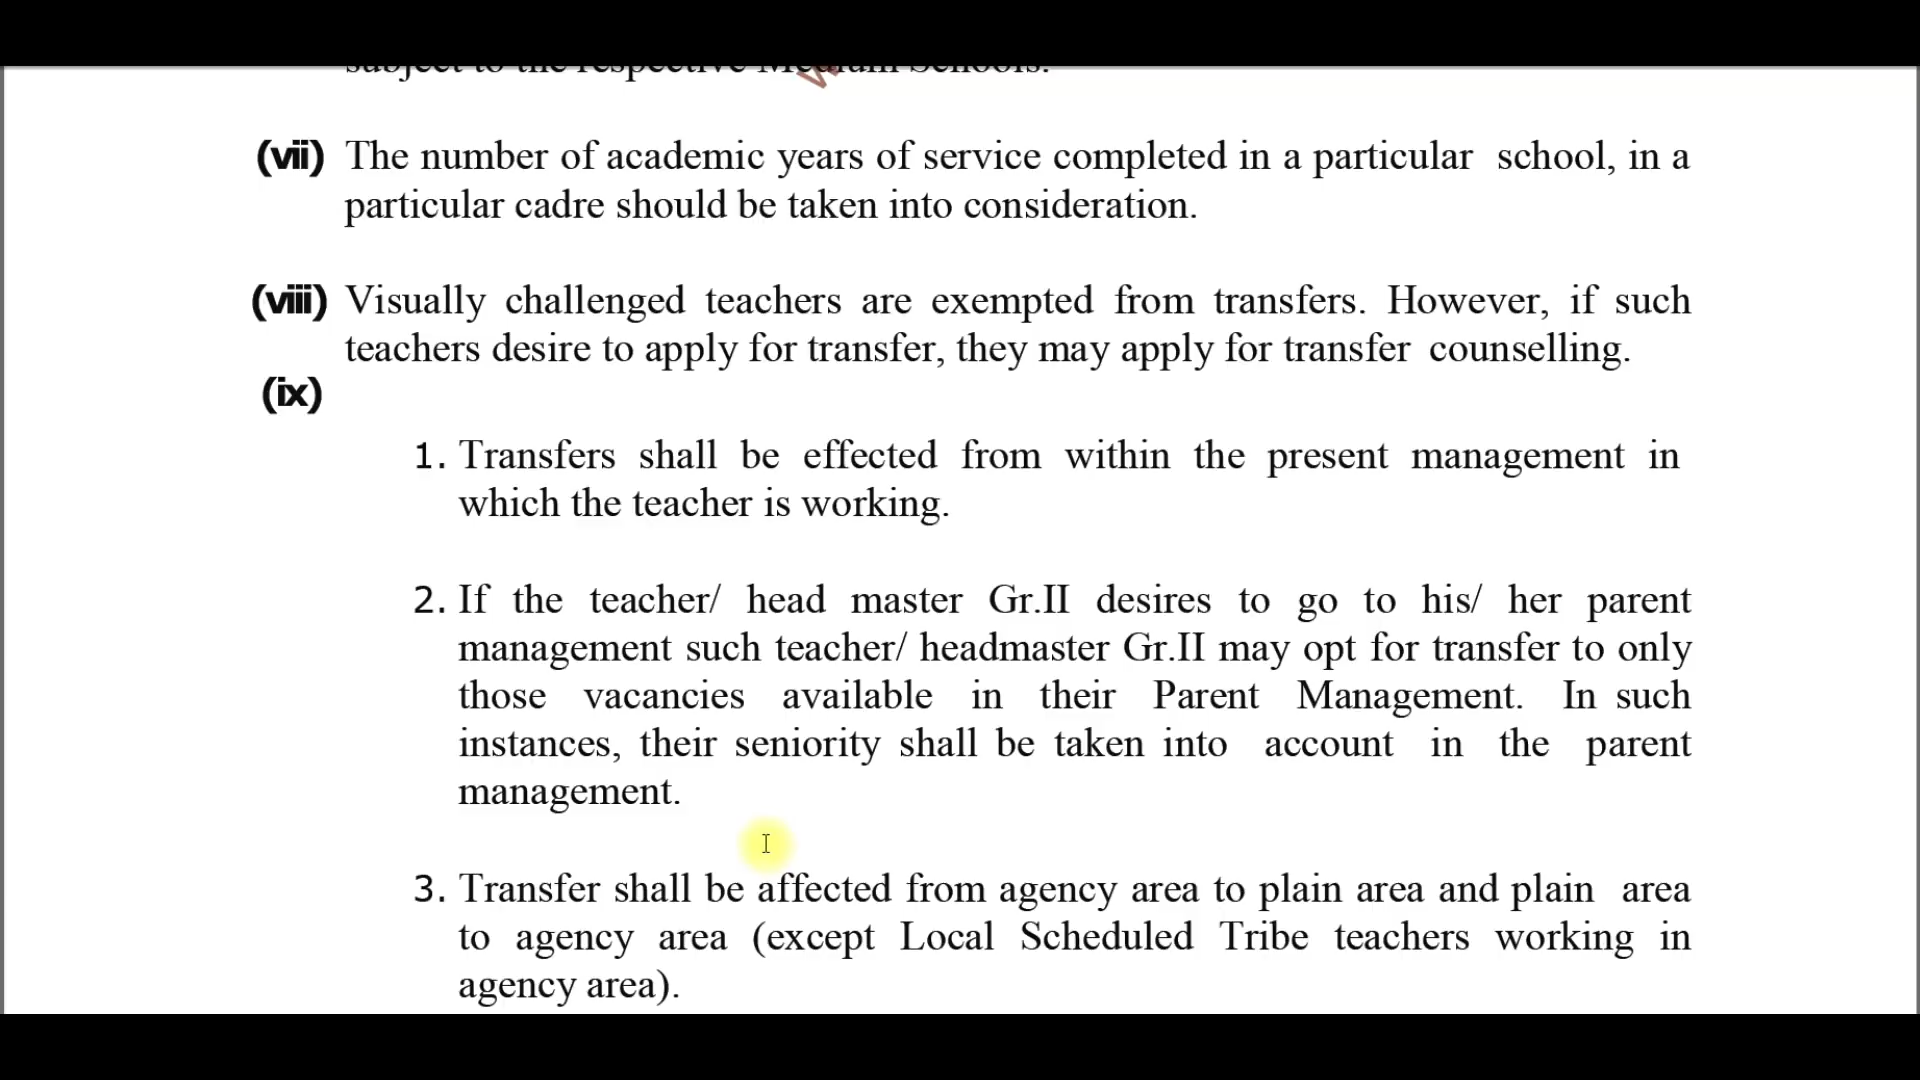 subject to the respective Medium Schools.
(vii) The number of academic years of service completed in a particular school, in a
particular cadre should be taken into consideration.
(viii) Visually challenged teachers are exempted from transfers. However, if such
teachers desire to apply for transfer, they may apply for transfer counselling.
(ix)
1. Transfers shall be effected from within the present management in
which the teacher is working.
2. If the teacher/ head master Gr.II desires to go to his/ her parent
management such teacher/ headmaster Gr.II may opt for transfer to only
those vacancies available in their Parent Management. In such
instances, their seniority shall be taken into account in the parent
management.
3. Transfer shall be affected from agency area to plain area and plain area
to agency area (except Local Scheduled Tribe teachers working in
agency area).